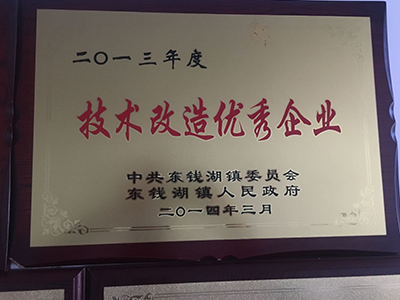 二〇一三年度
技术改造优秀企业
中共东钱湖镇委员会
东钱湖镇人民政府
二〇一四年三月